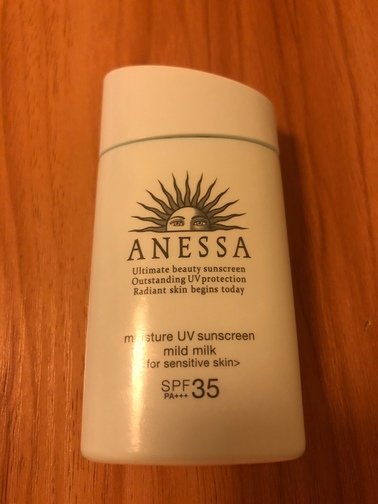 ANESSA
Ultimate beauty sunscreen
Outstanding UV protection
Radiant skin begins today
moisture UV sunscreen
mild milk
<for sensitive skin>
SPF 35
PA+++